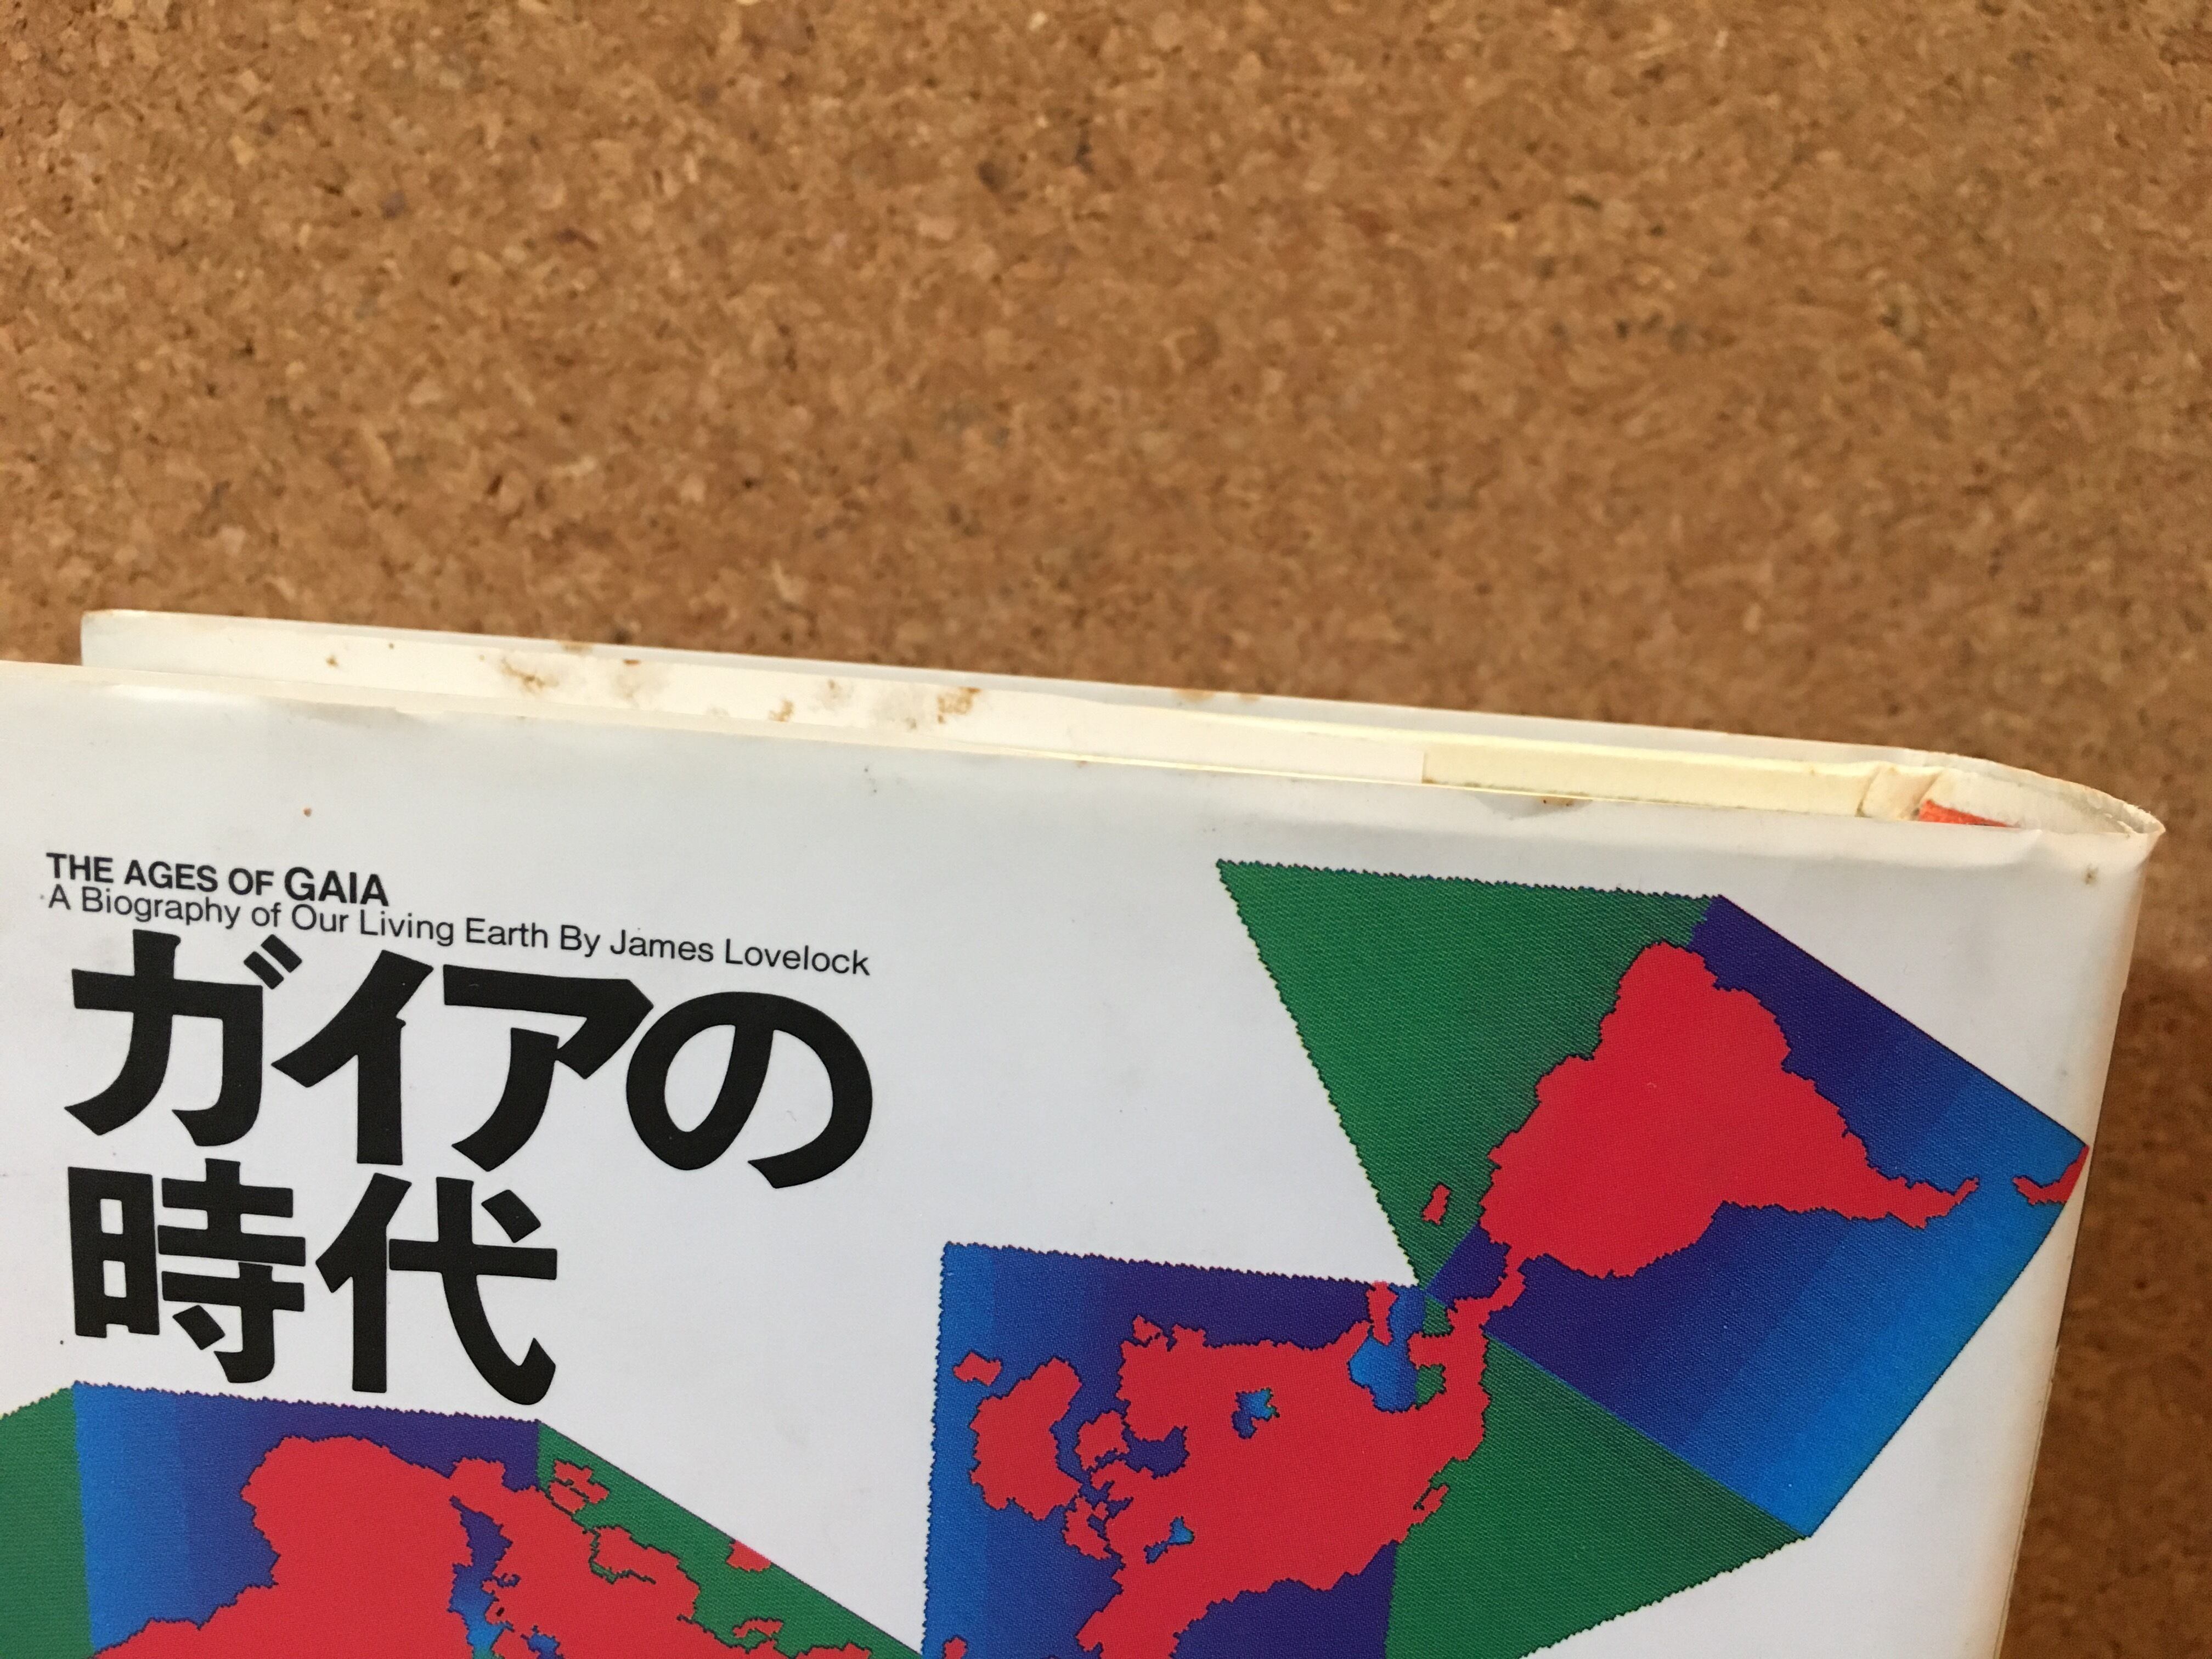 THE AGES OF GAIA
A Biography of Our Living Earth By James Lovelock
ガイアの
時代